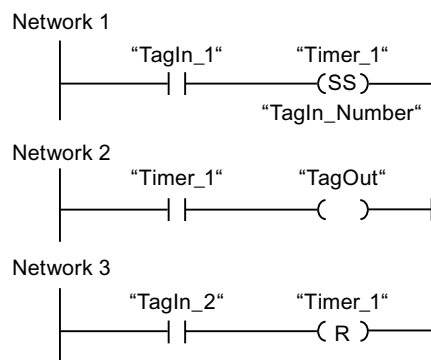 Network 1
“TagIn_1“ “Timer_1“
SS
“TagIn_Number“
Network 2
“Timer_1“ “TagOut“
Network 3
“TagIn_2“ “Timer_1“
R